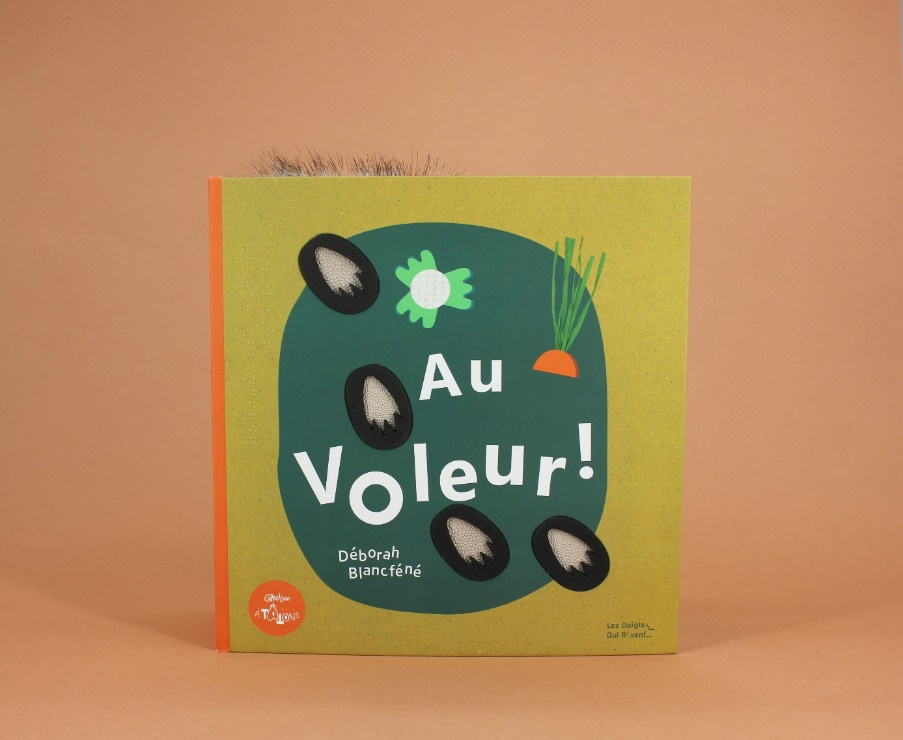 Au
Voleur!
Déborah
Blancféné
Collection
À TÂTONS
Les Doigts
Qui Rêvent